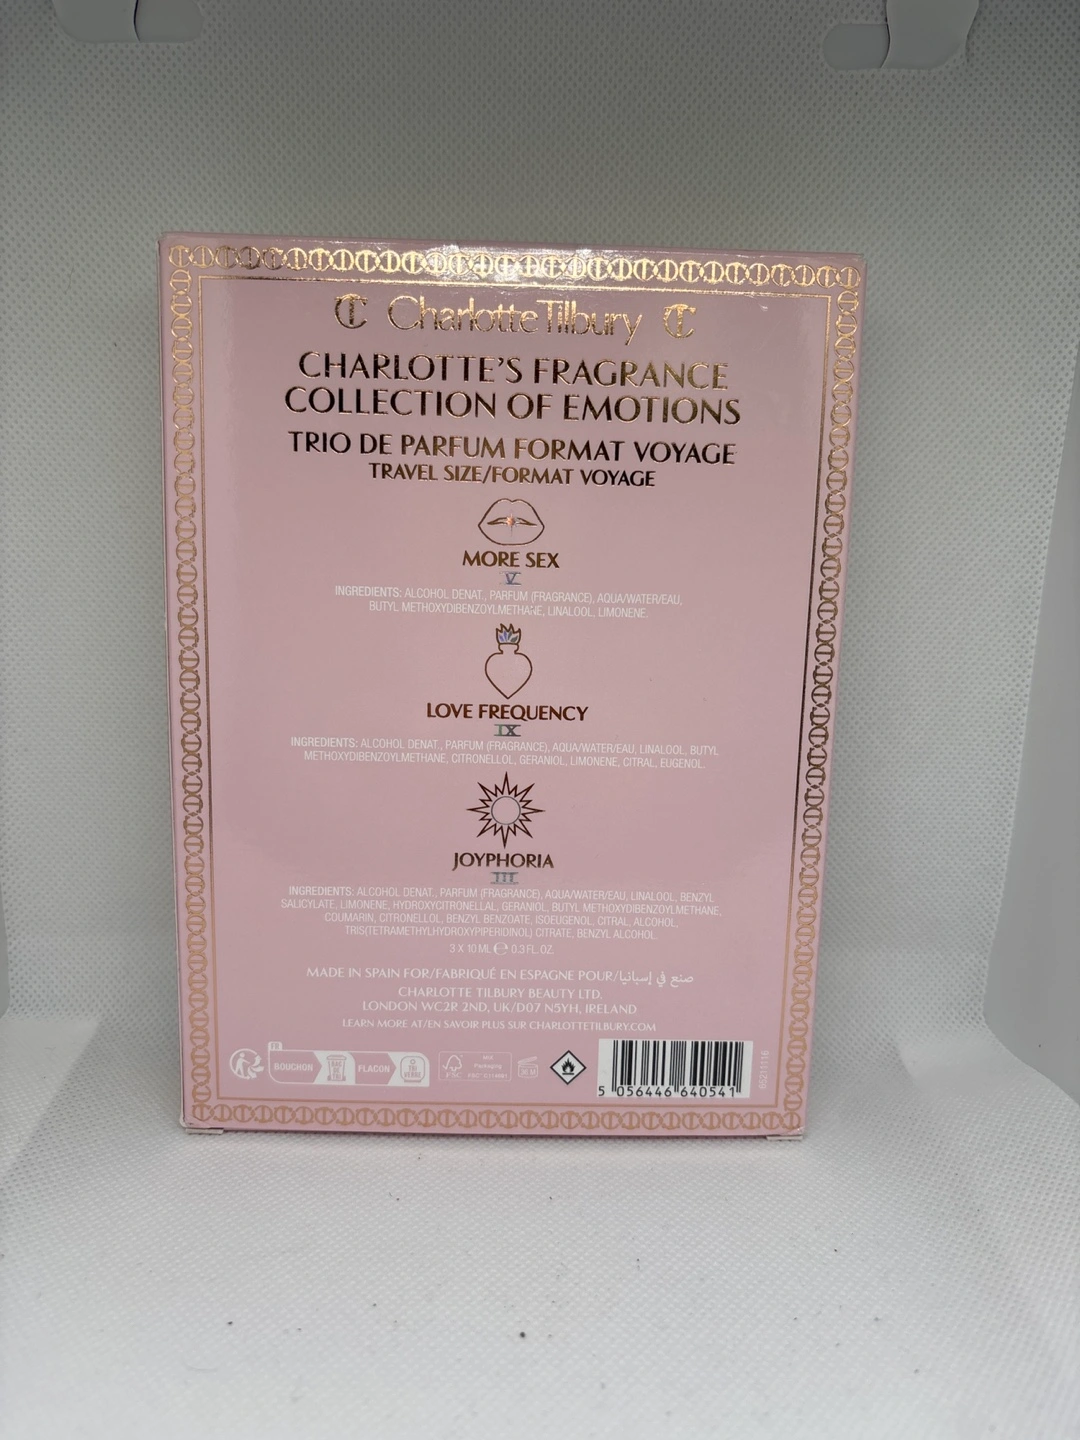 Charlotte Tilbury
CHARLOTTE'S FRAGRANCE
COLLECTION OF EMOTIONS
TRIO DE PARFUM FORMAT VOYAGE
TRAVEL SIZE/FORMAT VOYAGE
MORE SEX
V
INGREDIENTS: ALCOHOL DENAT., PARFUM (FRAGRANCE), AQUA/WATER/EAU,
BUTYL METHOXYDIBENZOYLMETHANE, LINALOOL, LIMONENE.
LOVE FREQUENCY
IX
INGREDIENTS: ALCOHOL DENAT., PARFUM (FRAGRANCE), AQUA/WATER/EAU, LINALOOL, BUTYL
METHOXYDIBENZOYLMETHANE, CITRONELLOL, GERANIOL, LIMONENE, CITRAL, EUGENOL.
JOYPHORIA
III
INGREDIENTS: ALCOHOL DENAT., PARFUM (FRAGRANCE), AQUA/WATER/EAU, LINALOOL, BENZYL
SALICYLATE, LIMONENE, HYDROXYCITRONELLAL, GERANIOL, BUTYL METHOXYDIBENZOYLMETHANE,
COUMARIN, CITRONELLOL, BENZYL BENZOATE, ISOEUGENOL, CITRAL, ALCOHOL,
TRIS(TETRAMETHYLHYDROXYPIPERIDINOL) CITRATE, BENZYL ALCOHOL.
3 X 10 ML ℮ 0.3 FL.OZ.
MADE IN SPAIN FOR/FABRIQUÉ EN ESPAGNE POUR/صنع في إسبانيا
CHARLOTTE TILBURY BEAUTY LTD.
LONDON WC2R 2ND, UK/D07 N5YH, IRELAND
LEARN MORE AT/EN SAVOIR PLUS SUR CHARLOTTETILBURY.COM
FR
BOUCHON
FLACON
FSC
MIX
Packaging
5 056446 640541